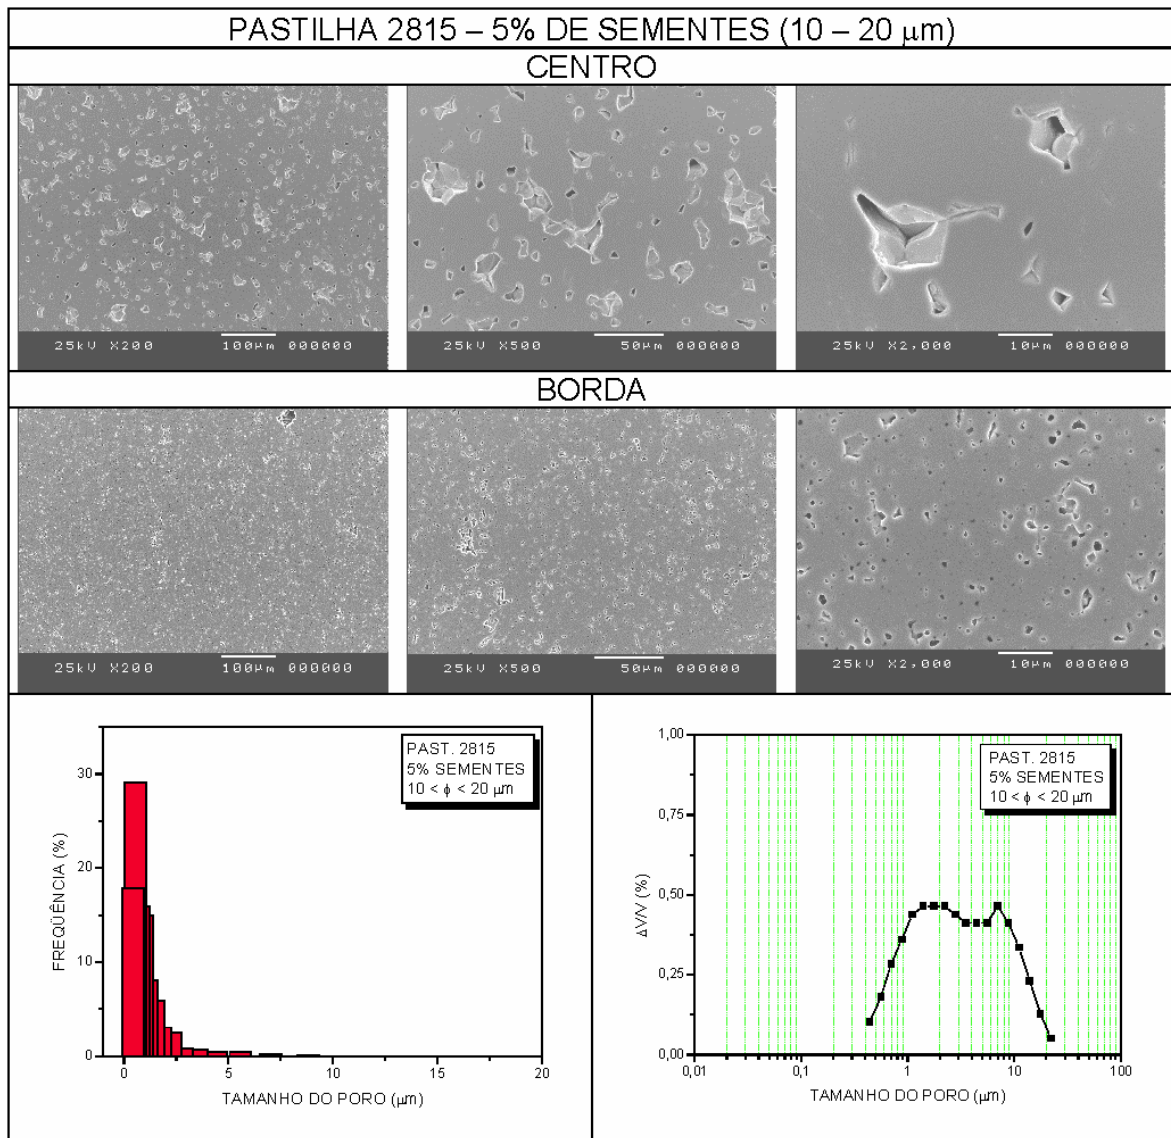 PASTILHA 2815 – 5% DE SEMENTES (10 – 20 μm)
CENTRO
25kV X200 100μm 000000
25kV X500 50μm 000000
25kV X2,000 10μm 000000
BORDA
25kV X200 100μm 000000
25kV X500 50μm 000000
25kV X2,000 10μm 000000
PAST. 2815
5% SEMENTES
10 < ϕ < 20 μm
FREQÜÊNCIA (%)
30
20
10
0
0 5 10 15 20
TAMANHO DO PORO (μm)
PAST. 2815
5% SEMENTES
10 < ϕ < 20 μm
ΔV/V (%)
1,00
0,75
0,50
0,25
0,00
0,01 0,1 1 10 100
TAMANHO DO PORO (μm)